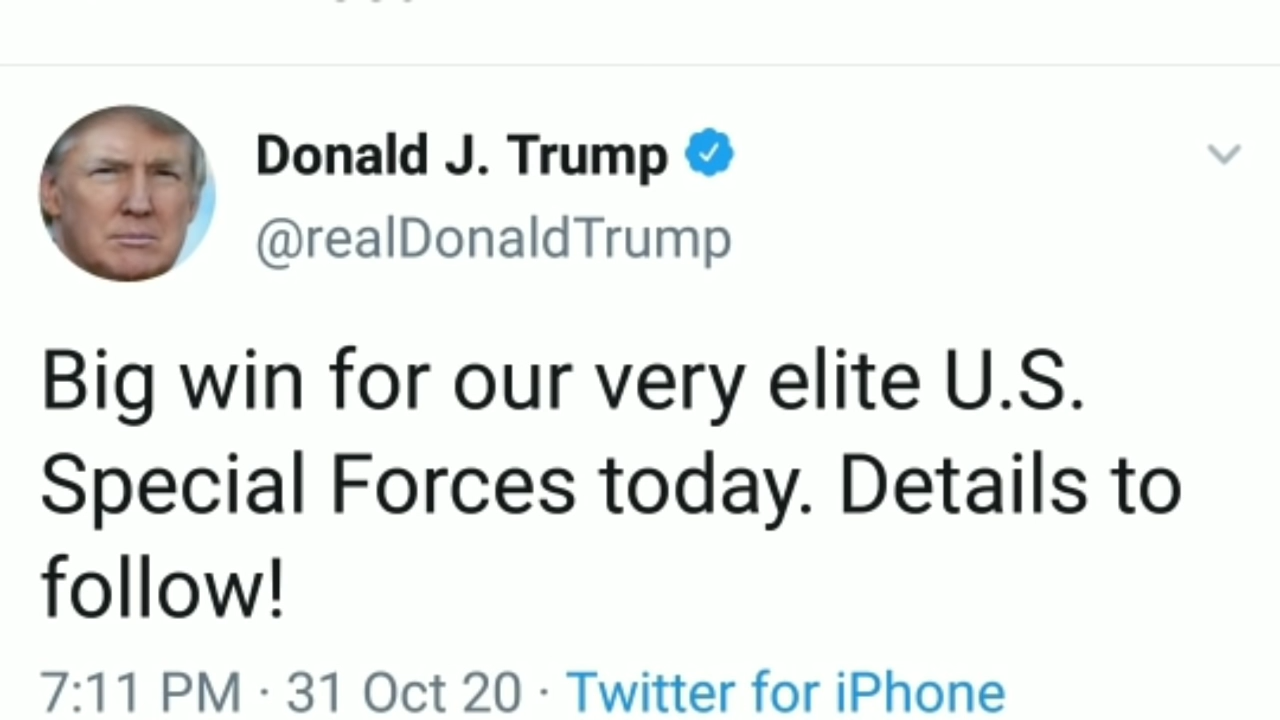 Donald J. Trump
@realDonaldTrump
Big win for our very elite U.S.
Special Forces today. Details to
follow!
7:11 PM · 31 Oct 20 · Twitter for iPhone